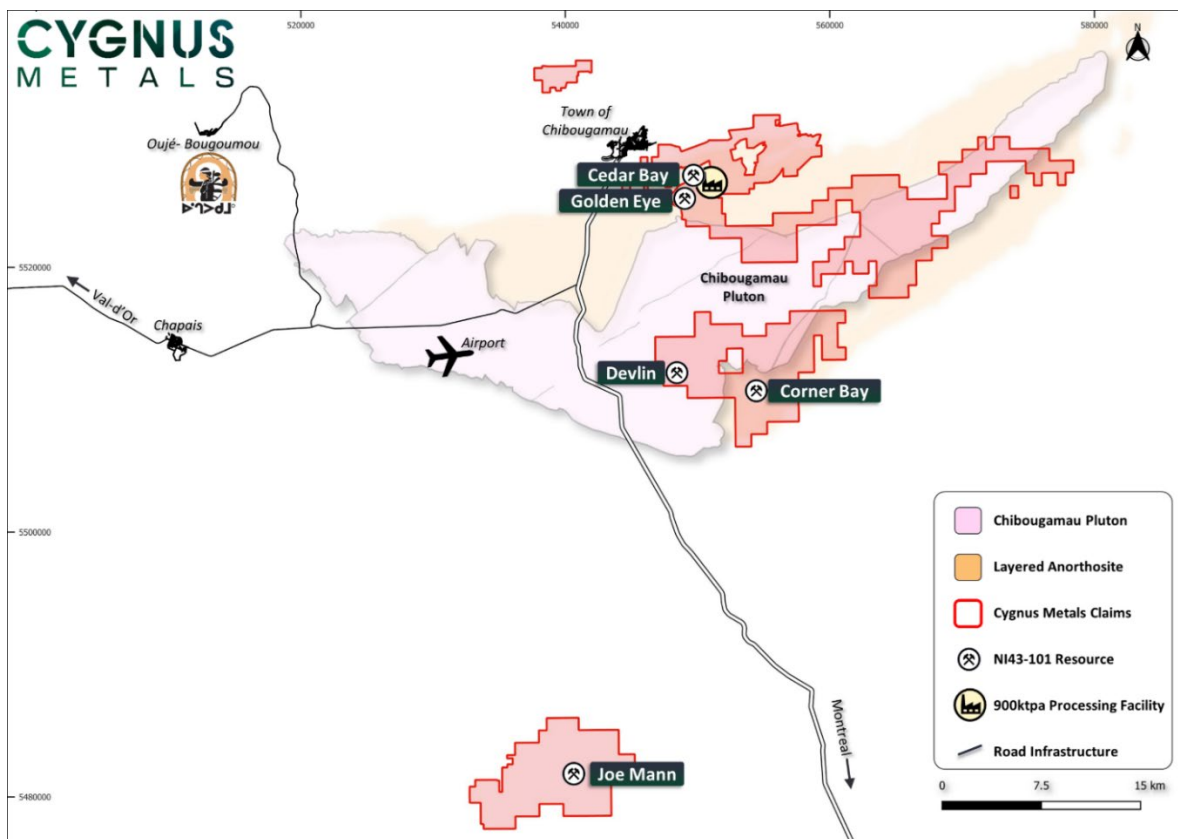 CYGNUS
METALS
520000
540000
560000
580000
N
Town of
Chibougamau
Oujé- Bougoumou
Cedar Bay
Golden Eye
5520000
Val-d'Or
Chapais
Airport
Chibougamau
Pluton
Devlin
Corner Bay
5500000
Montreal
Joe Mann
5480000
Chibougamau Pluton
Layered Anorthosite
Cygnus Metals Claims
NI43-101 Resource
900ktpa Processing Facility
Road Infrastructure
0 7.5 15 km